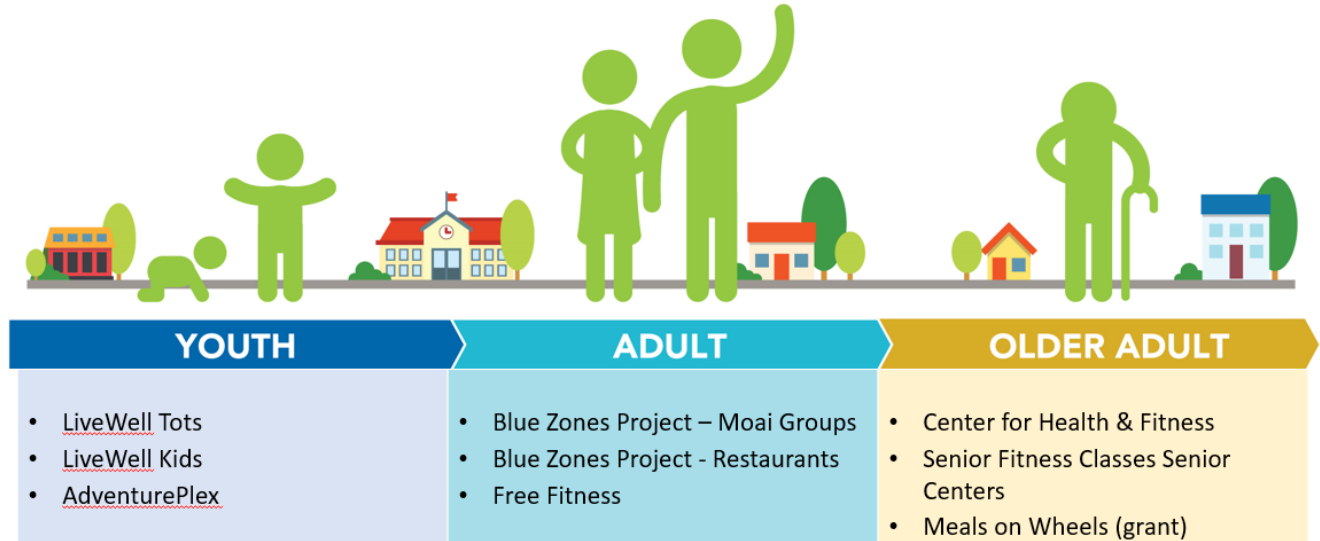 YOUTH
ADULT
OLDER ADULT
• LiveWell Tots
• LiveWell Kids
• AdventurePlex
• Blue Zones Project – Moai Groups
• Blue Zones Project - Restaurants
• Free Fitness
• Center for Health & Fitness
• Senior Fitness Classes Senior
Centers
• Meals on Wheels (grant)